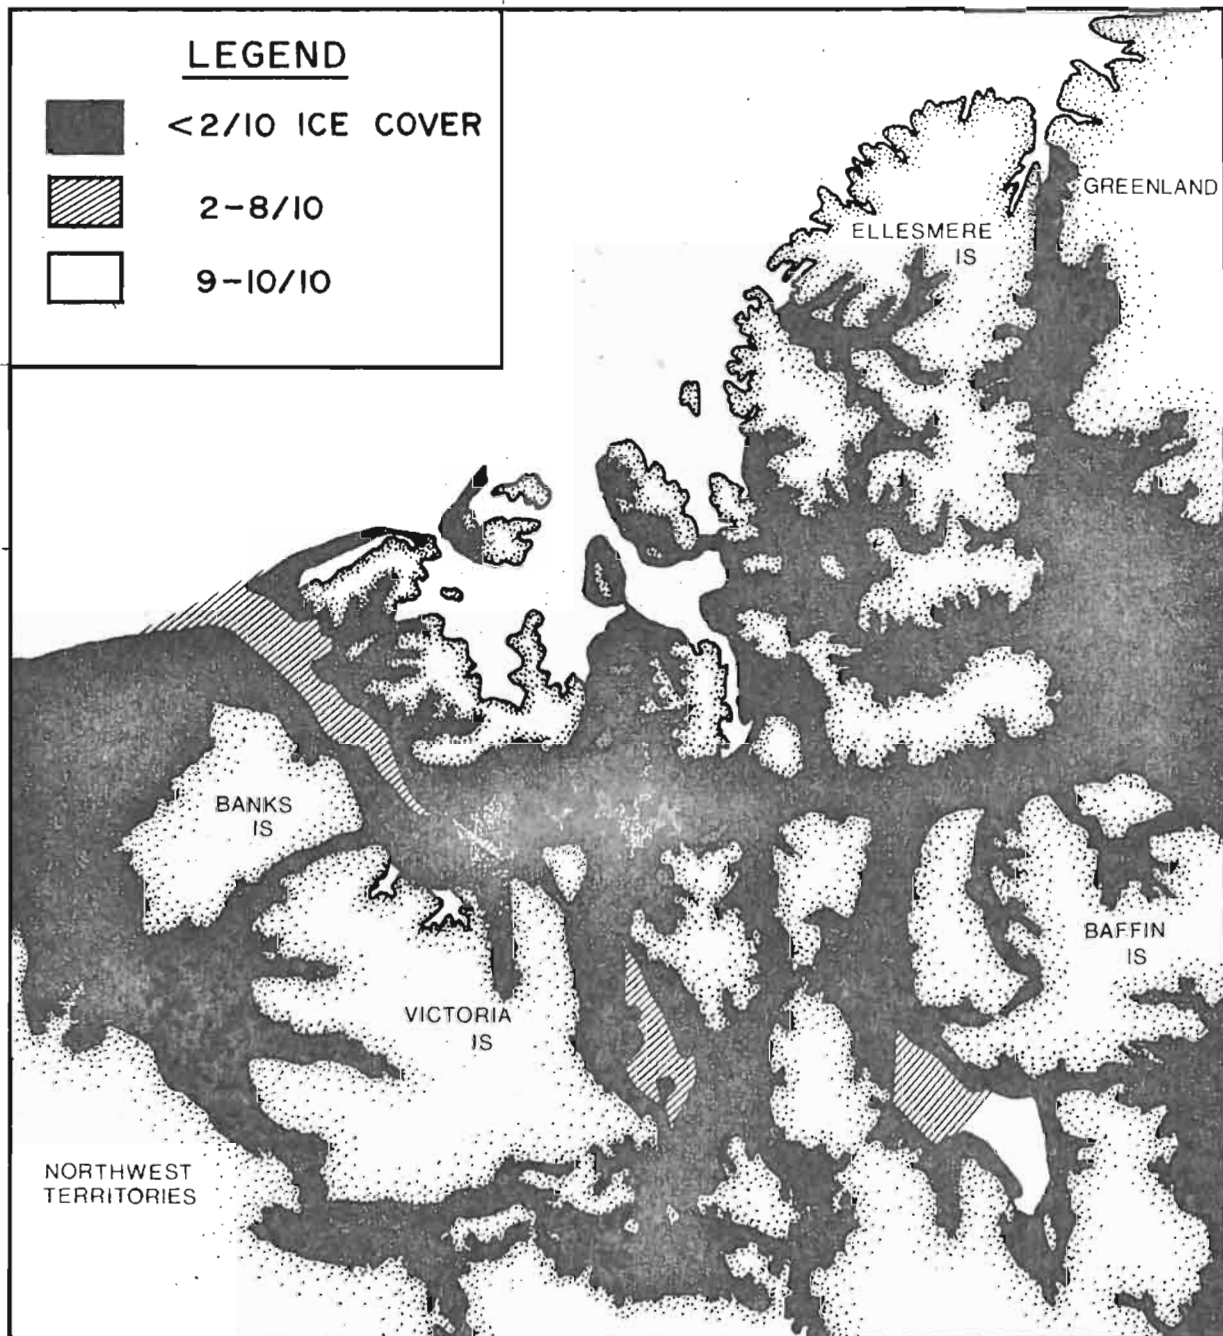 LEGEND
<2/10 ICE COVER
2-8/10
9-10/10
GREENLAND
ELLESMERE
IS
BANKS
IS
BAFFIN
IS
VICTORIA
IS
NORTHWEST
TERRITORIES